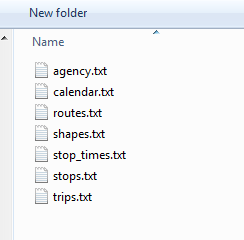 New folder
Name
agency.txt
calendar.txt
routes.txt
shapes.txt
stop_times.txt
stops.txt
trips.txt